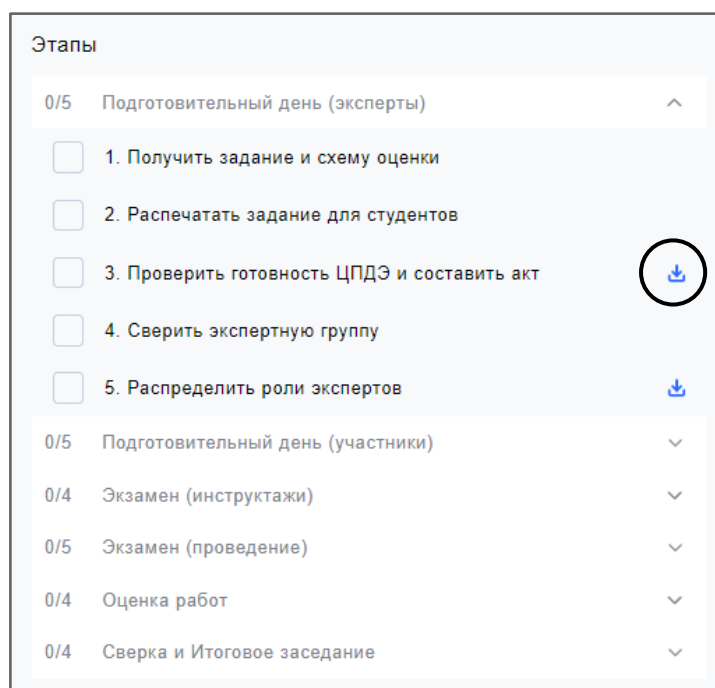 Этапы
0/5 Подготовительный день (эксперты)
1. Получить задание и схему оценки
2. Распечатать задание для студентов
3. Проверить готовность ЦПДЭ и составить акт
4. Сверить экспертную группу
5. Распределить роли экспертов
0/5 Подготовительный день (участники)
0/4 Экзамен (инструктажи)
0/5 Экзамен (проведение)
0/4 Оценка работ
0/4 Сверка и Итоговое заседание